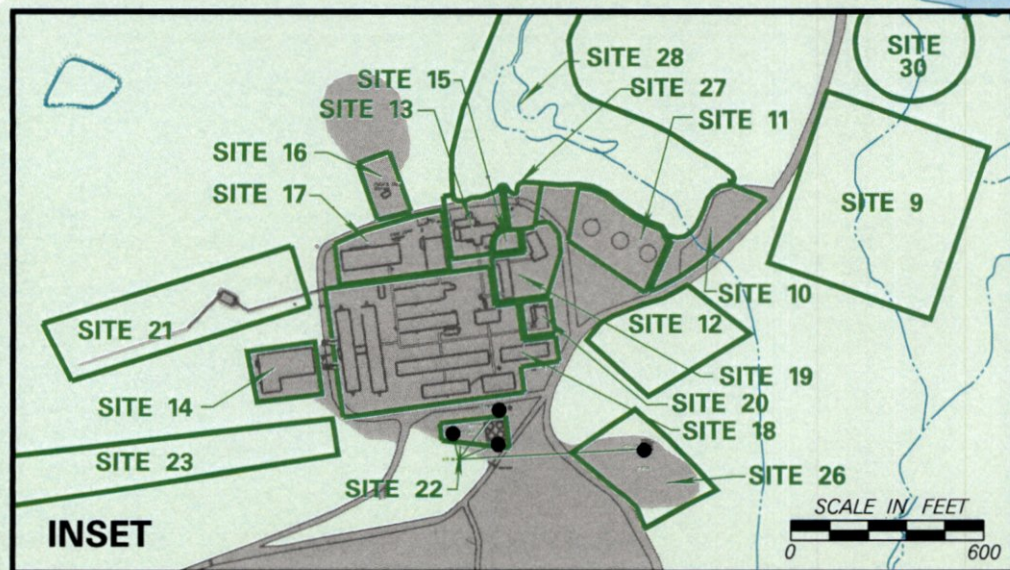 SITE 30
SITE 28
SITE 15
SITE 27
SITE 13
SITE 11
SITE 16
SITE 17
SITE 9
SITE 10
SITE 21
SITE 12
SITE 19
SITE 14
SITE 20
SITE 18
SITE 23
SITE 26
SITE 22
SCALE IN FEET
INSET
0 600